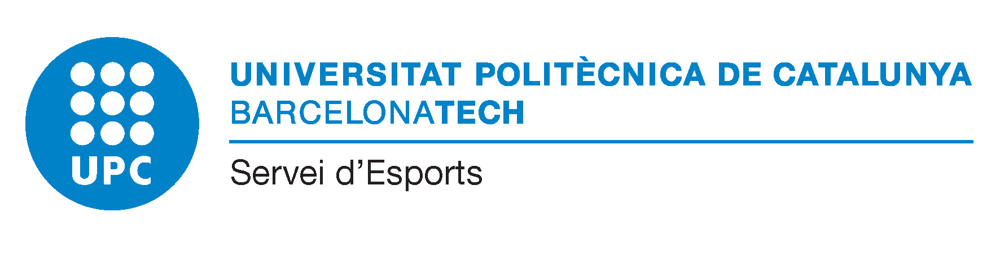 UPC
UNIVERSITAT POLITÈCNICA DE CATALUNYA
BARCELONATECH
Servei d’Esports